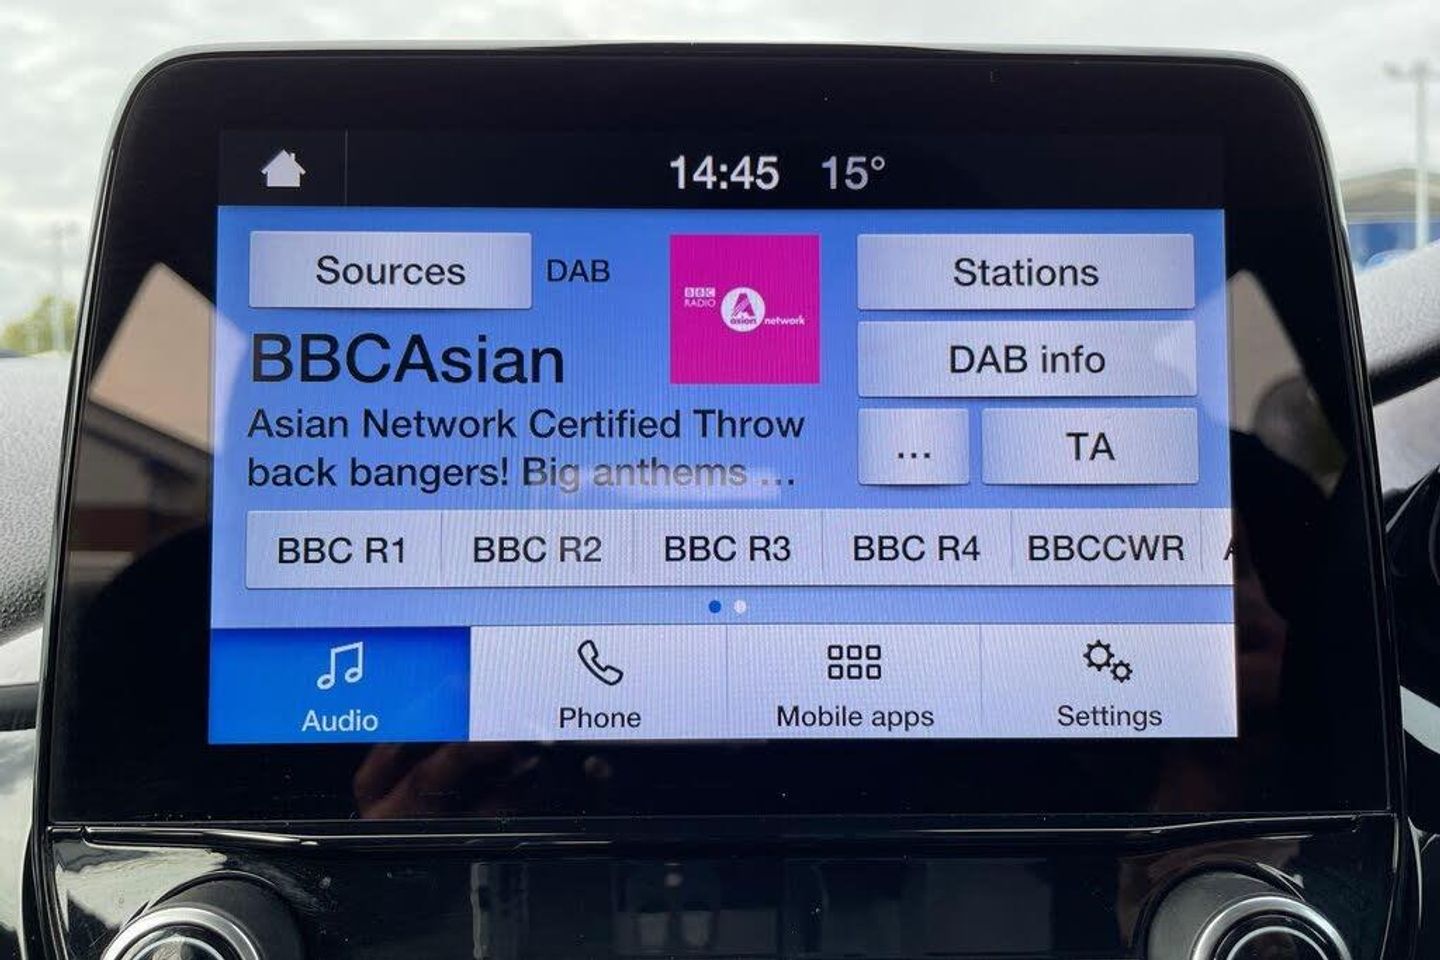 14:45 15°
Sources DAB
Stations
BBC
RADIO
asian network
BBCAsian
DAB info
Asian Network Certified Throw
back bangers! Big anthems ...
... TA
BBC R1 BBC R2 BBC R3 BBC R4 BBCCWR
Audio Phone Mobile apps Settings